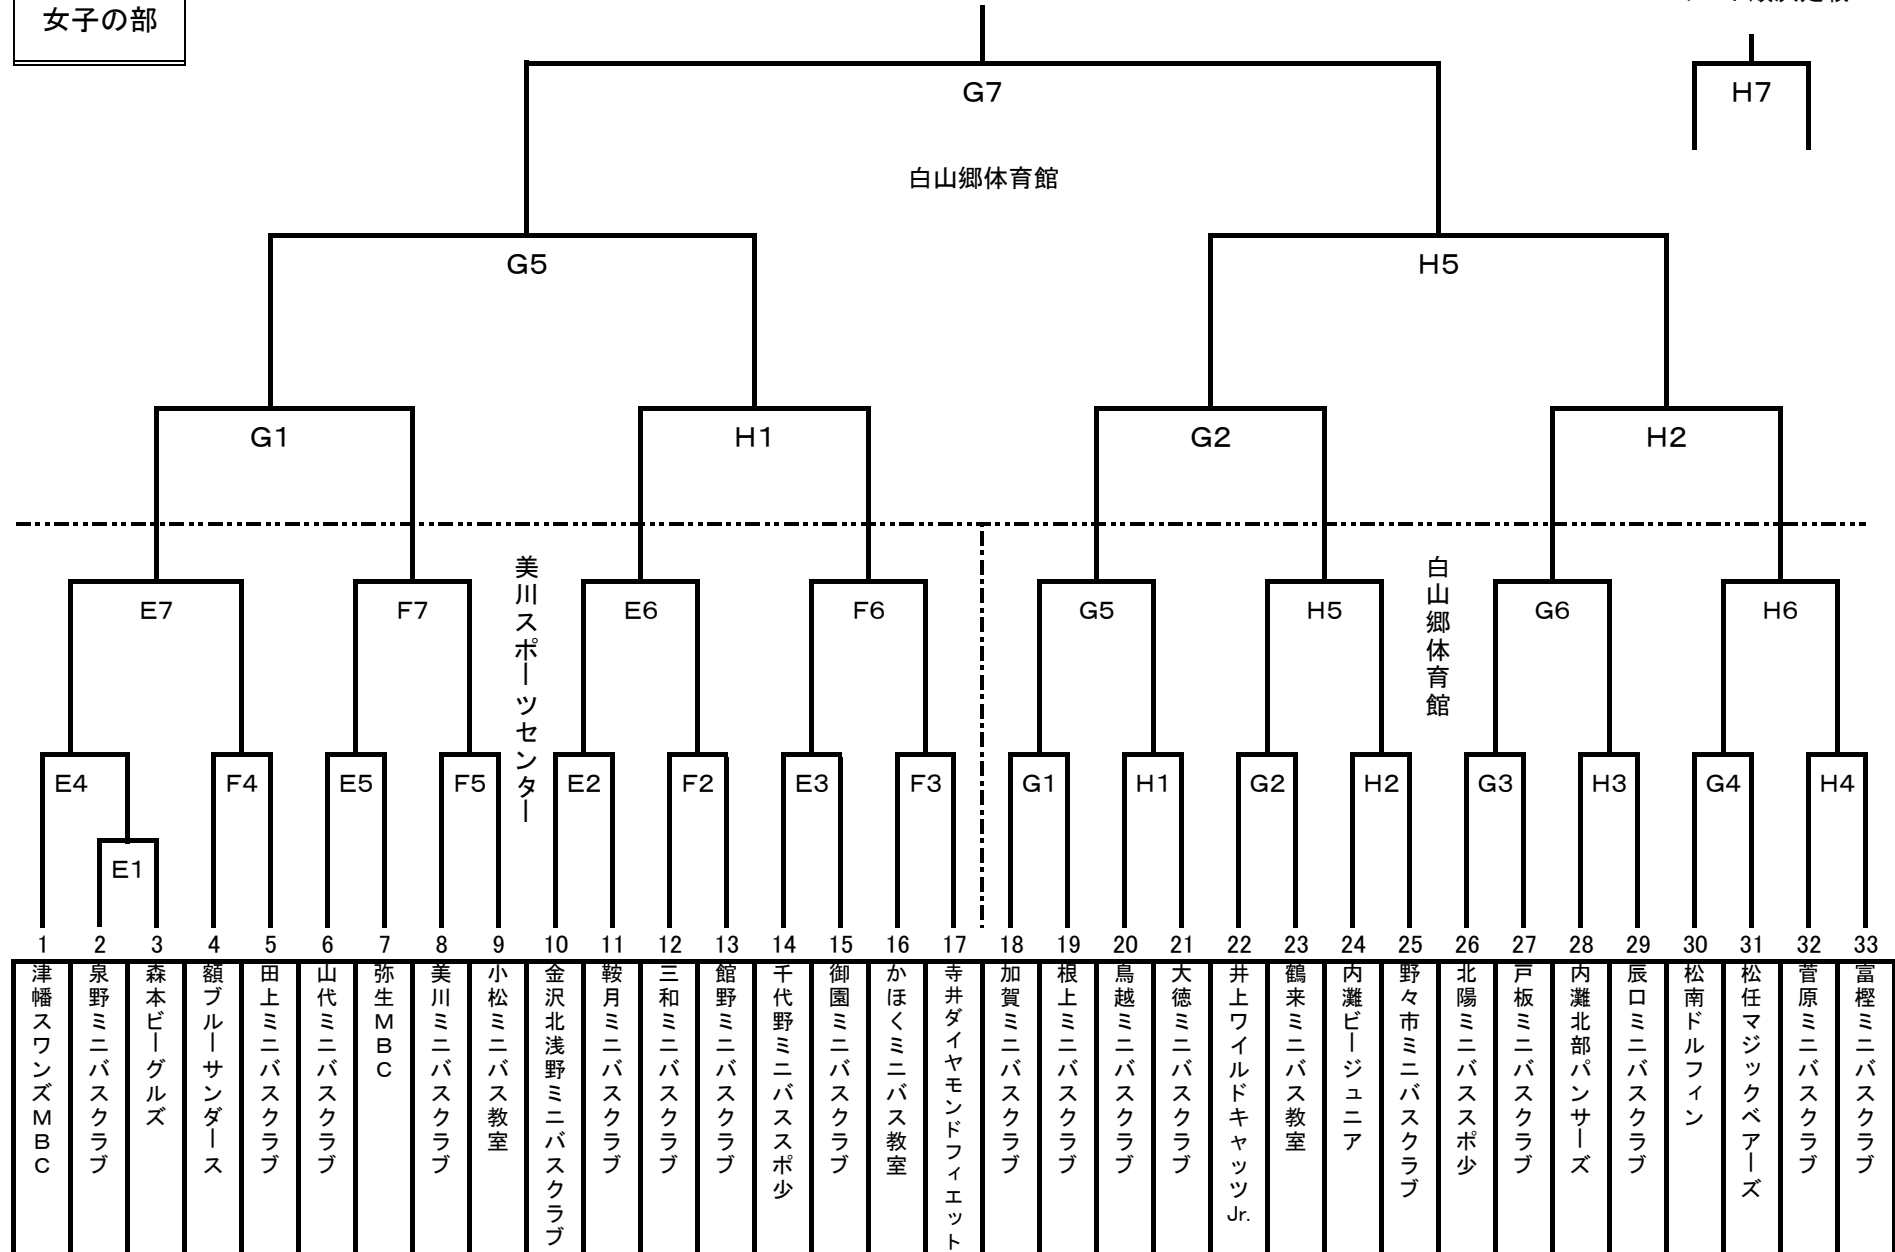 女子の部
G7
H7
白山郷体育館
G5
H5
G1
H1
G2
H2
美川スポーツセンター
白山郷体育館
E7
F7
E6
F6
G5
H5
G6
H6
E4
F4
E5
F5
E2
F2
E3
F3
G1
H1
G2
H2
G3
H3
G4
H4
E1
1
2
3
4
5
6
7
8
9
10
11
12
13
14
15
16
17
18
19
20
21
22
23
24
25
26
27
28
29
30
31
32
33
津幡スワンズMBC
泉野ミニバスクラブ
森本ビーグルズ
額ブルーサンダース
田上ミニバスクラブ
山代ミニバスクラブ
弥生MBC
美川ミニバスクラブ
小松ミニバス教室
金沢北浅野ミニバスクラブ
鞍月ミニバスクラブ
三和ミニバスクラブ
館野ミニバスクラブ
千代野ミニバススポ少
御園ミニバスクラブ
かほくミニバス教室
寺井ダイヤモンドフィエット
加賀ミニバスクラブ
根上ミニバスクラブ
鳥越ミニバスクラブ
大徳ミニバスクラブ
井上ワイルドキャッツJr.
鶴来ミニバス教室
内灘ビージュニア
野々市ミニバスクラブ
北陽ミニバススポ少
戸板ミニバスクラブ
内灘北部パンサーズ
辰口ミニバスクラブ
松南ドルフィン
松任マジックベアーズ
菅原ミニバスクラブ
富樫ミニバスクラブ